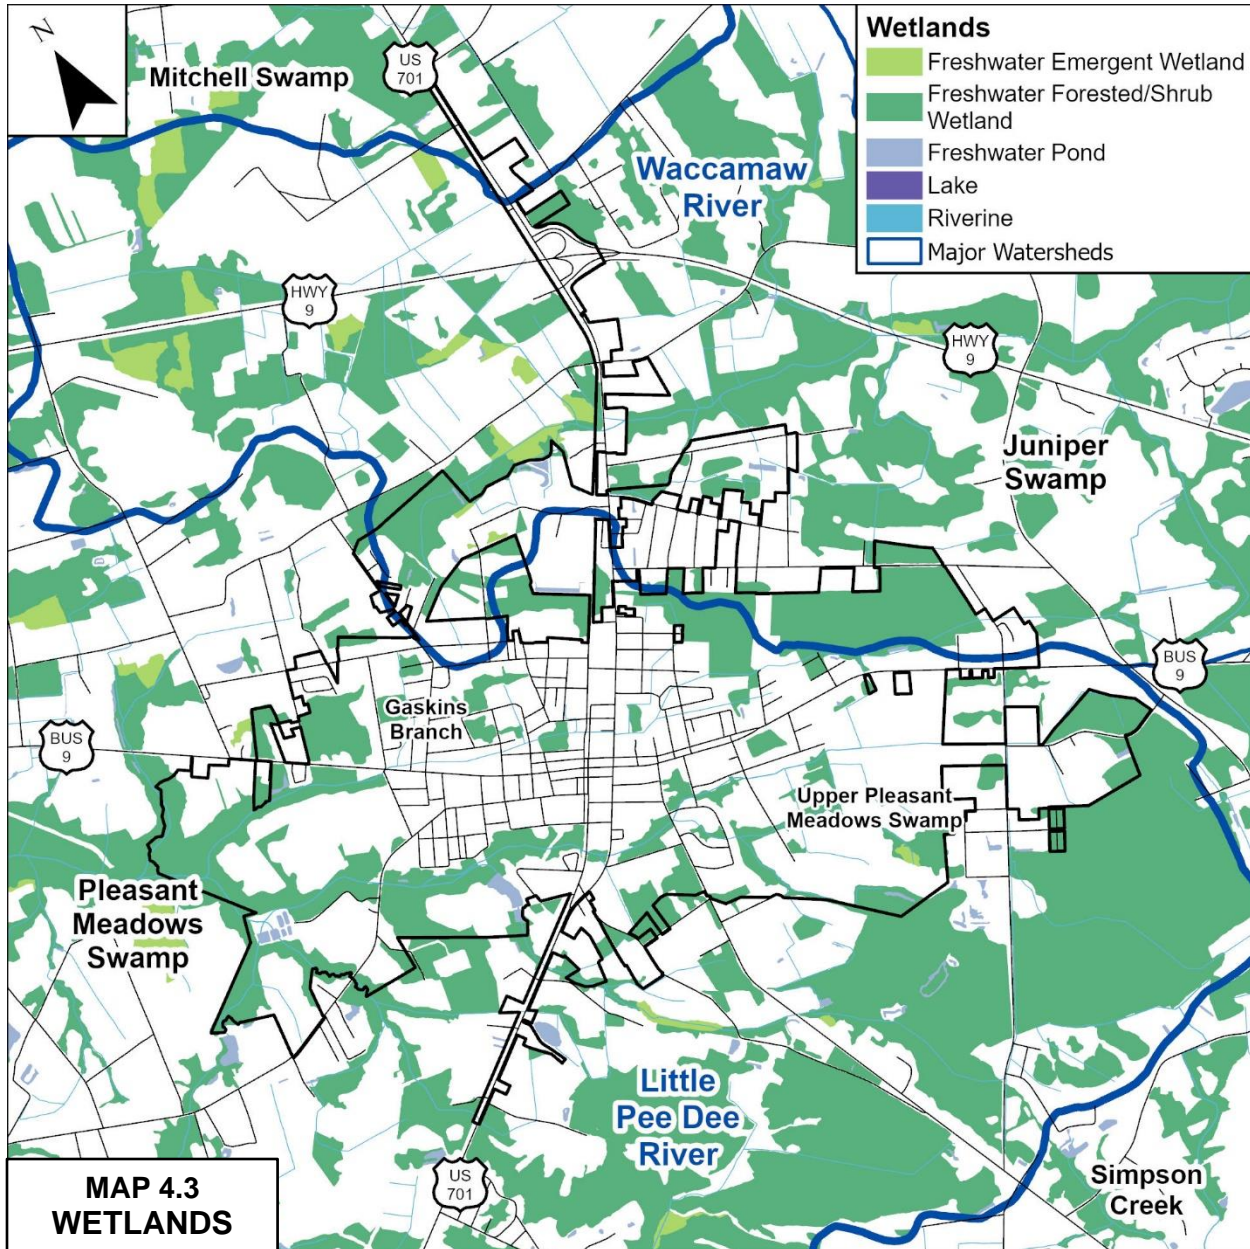 N
Mitchell Swamp
US
701
Wetlands
Freshwater Emergent Wetland
Freshwater Forested/Shrub
Wetland
Freshwater Pond
Lake
Riverine
Major Watersheds
Waccamaw
River
HWY
9
HWY
9
Juniper
Swamp
BUS
9
Gaskins
Branch
BUS
9
Upper Pleasant
Meadows Swamp
Pleasant
Meadows
Swamp
Little
Pee Dee
River
US
701
Simpson
Creek
MAP 4.3
WETLANDS